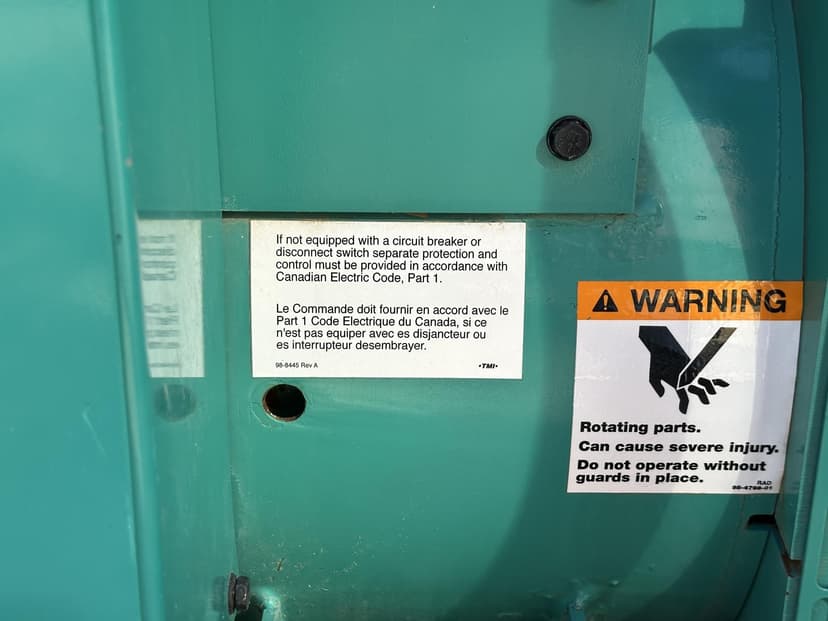 If not equipped with a circuit breaker or
disconnect switch separate protection and
control must be provided in accordance with
Canadian Electric Code, Part 1.
Le Commande doit fournir en accord avec le
Part 1 Code Electrique du Canada, si ce
n'est pas equiper avec es disjancteur ou
es interrupteur desembrayer.
98-8445 Rev A
•TMI•
WARNING
Rotating parts.
Can cause severe injury.
Do not operate without
guards in place.
RAD
98-4798-01